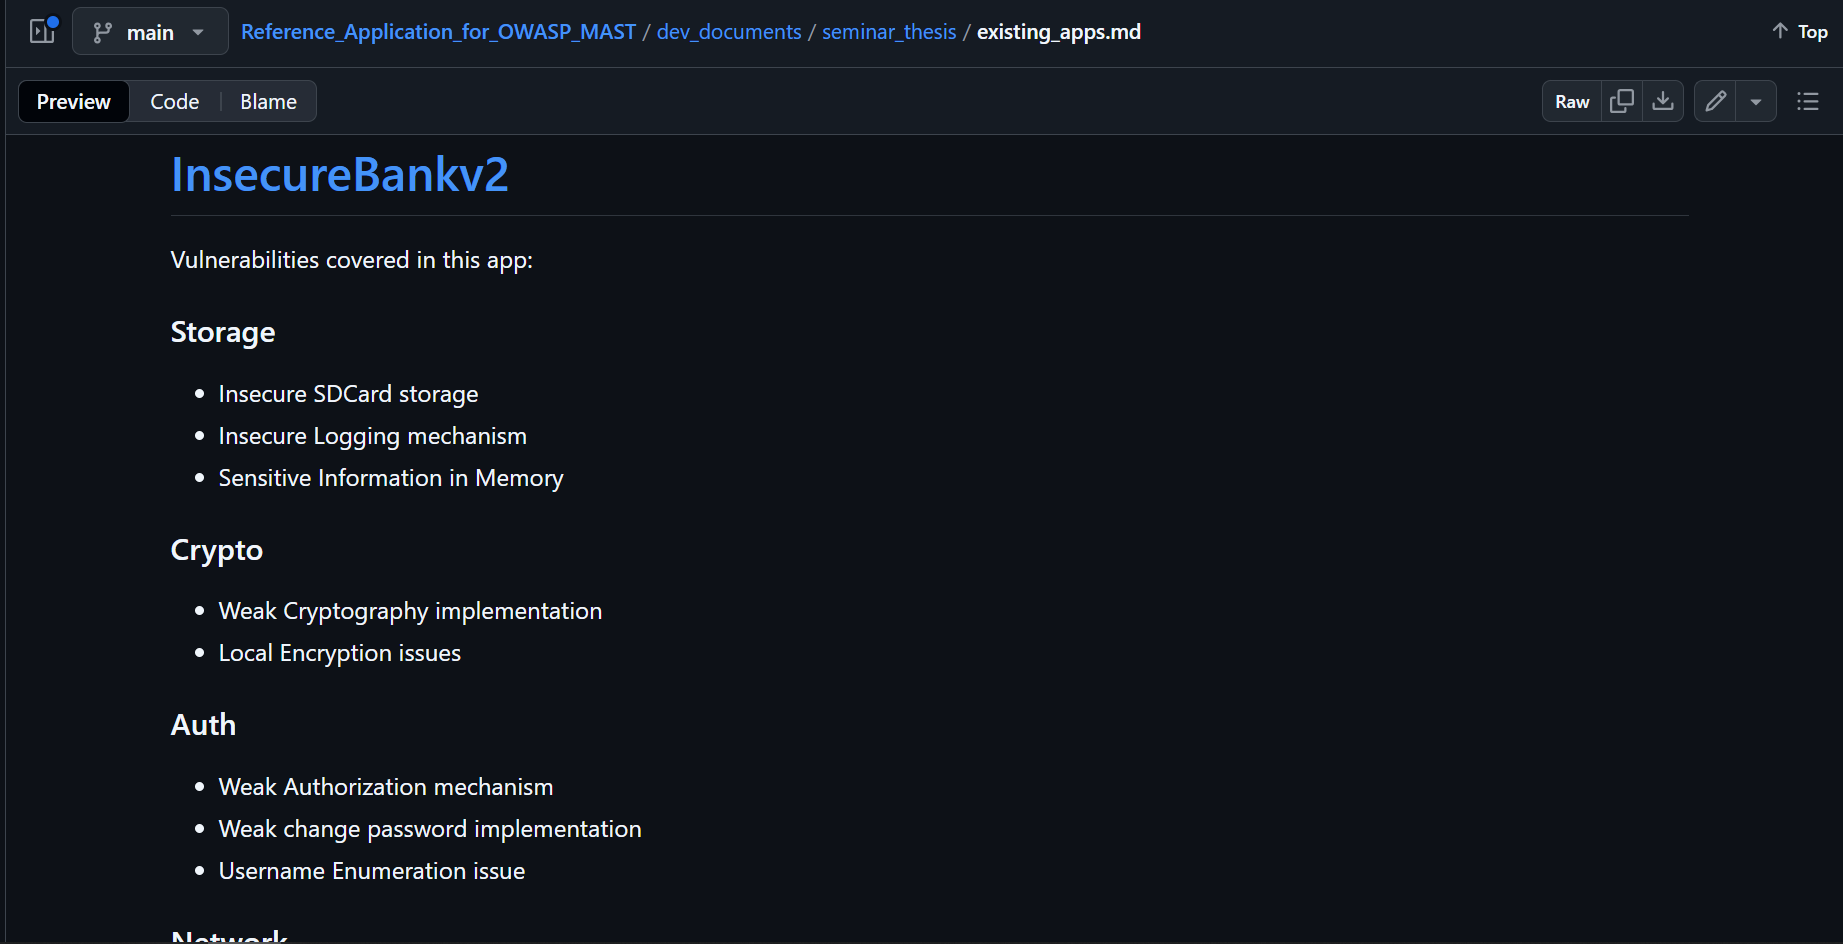 main
Reference_Application_for_OWASP_MAST / dev_documents / seminar_thesis / existing_apps.md
Top
Preview
Code
Blame
Raw
InsecureBankv2
Vulnerabilities covered in this app:
Storage
• Insecure SDCard storage
• Insecure Logging mechanism
• Sensitive Information in Memory
Crypto
• Weak Cryptography implementation
• Local Encryption issues
Auth
• Weak Authorization mechanism
• Weak change password implementation
• Username Enumeration issue
Network